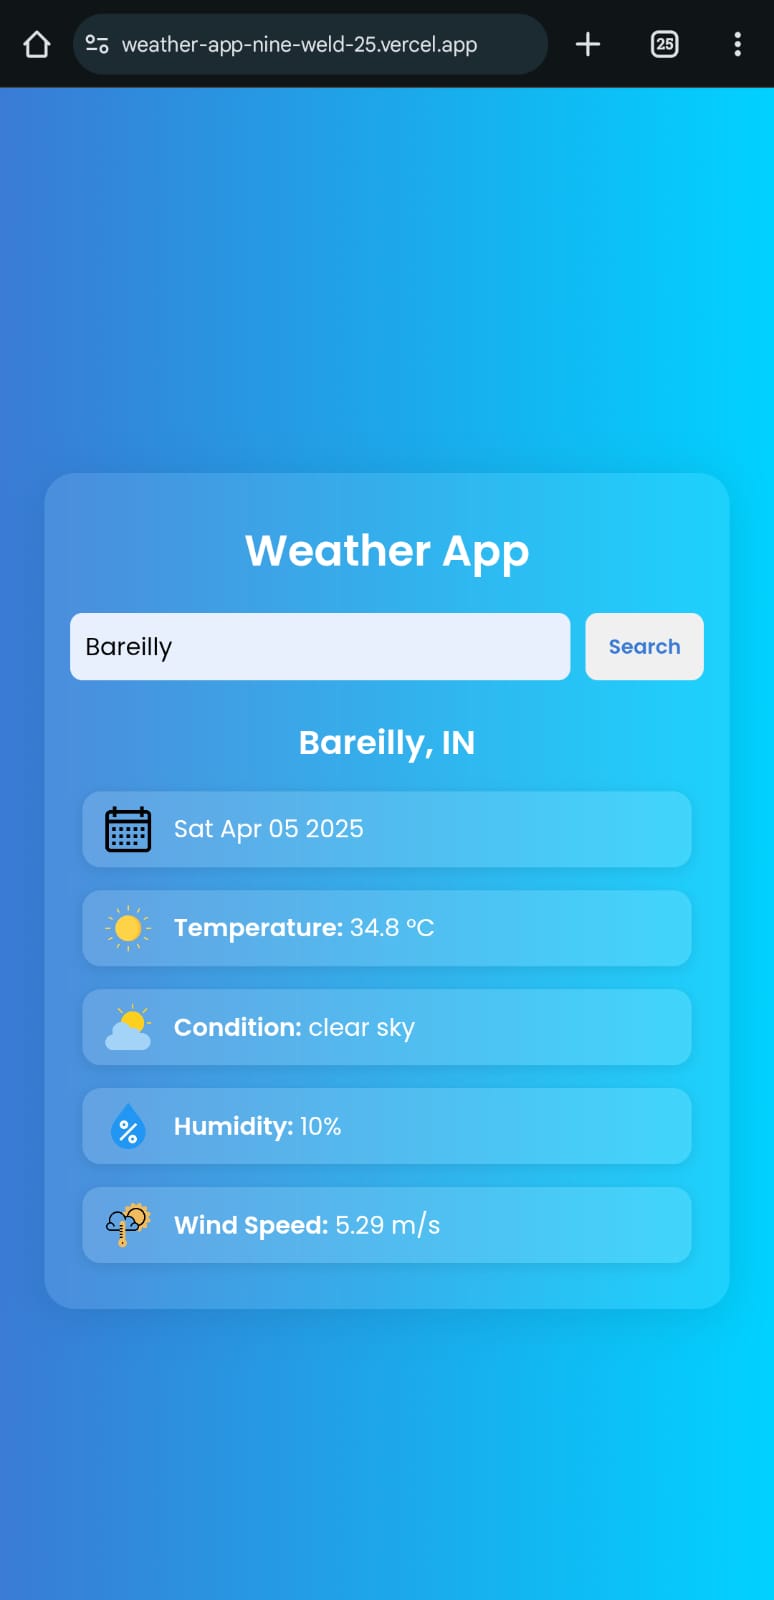 weather-app-nine-weld-25.vercel.app
25
Weather App
Bareilly
Search
Bareilly, IN
Sat Apr 05 2025
Temperature: 34.8 °C
Condition: clear sky
%
Humidity: 10%
Wind Speed: 5.29 m/s